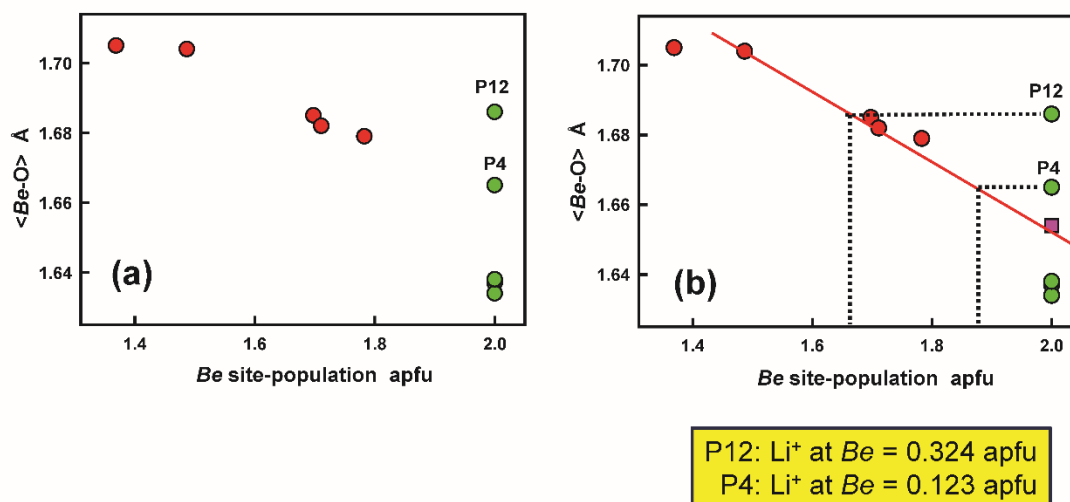 1.70
1.68
1.66
1.64
<Be-O> Å
P12
P4
(a)
1.4
1.6
1.8
2.0
Be site-population apfu
1.70
1.68
1.66
1.64
<Be-O> Å
P12
P4
(b)
1.4
1.6
1.8
2.0
Be site-population apfu
P12: Li⁺ at Be = 0.324 apfu
P4: Li⁺ at Be = 0.123 apfu